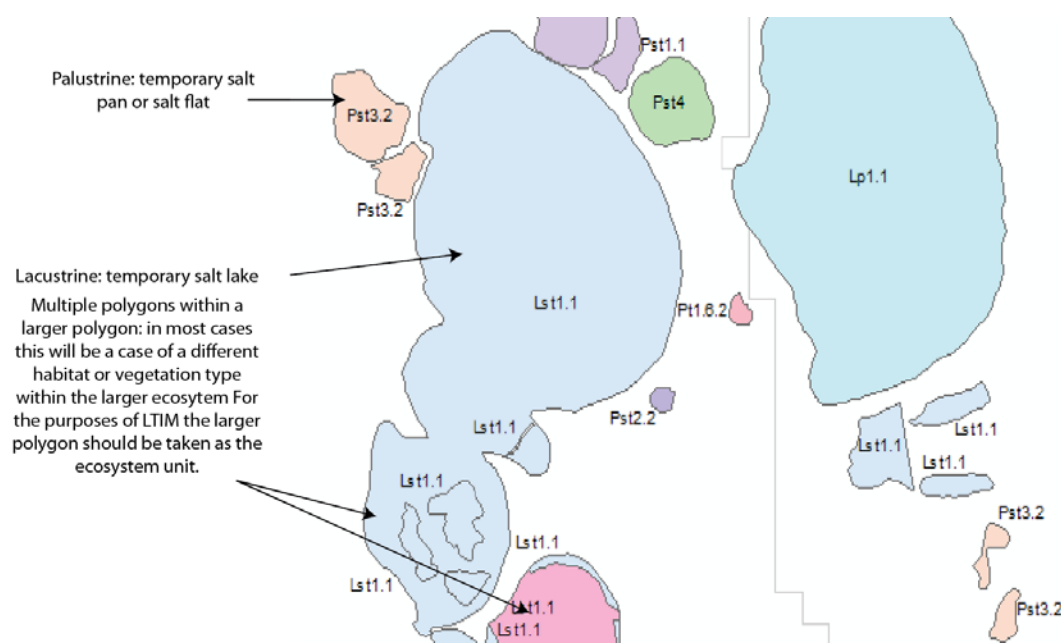 Palustrine: temporary salt
pan or salt flat
Pst3.2
Pst3.2
Pst1.1
Pst4
Lp1.1
Lacustrine: temporary salt lake
Multiple polygons within a
larger polygon: in most cases
this will be a case of a different
habitat or vegetation type
within the larger ecosytem For
the purposes of LTIM the larger
polygon should be taken as the
ecosystem unit.
Lst1.1
Pt1.6.2
Pst2.2
Lst1.1
Lst1.1
Lst1.1
Lst1.1
Lst1.1
Lst1.1
Lst1.1
Lst1.1
Lst1.1
Pst3.2
Pst3.2